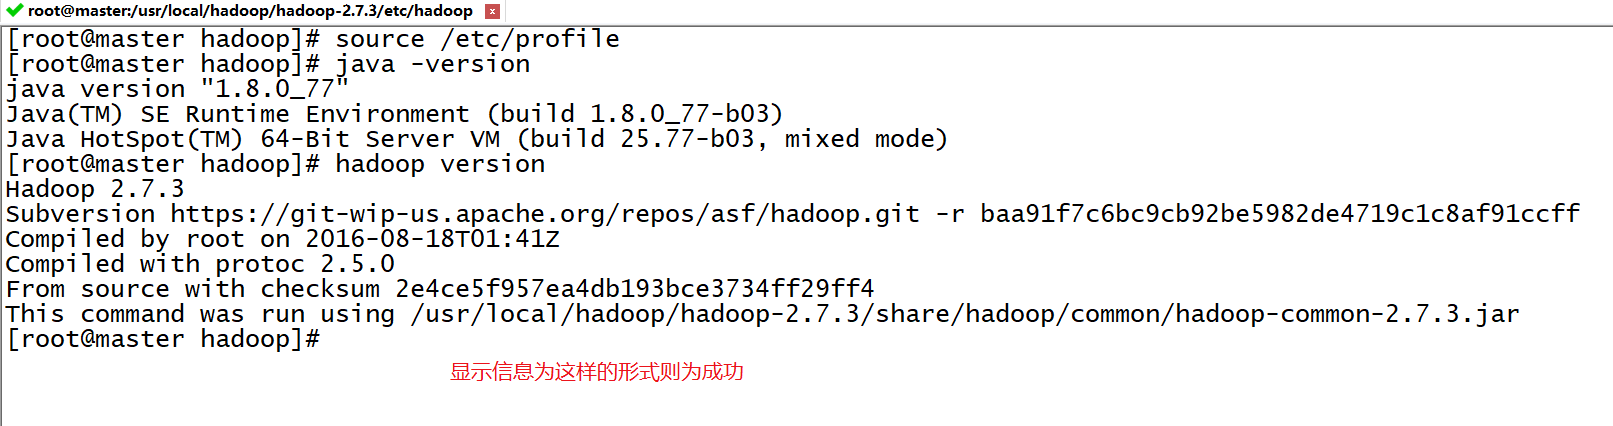 root@master:/usr/local/hadoop/hadoop-2.7.3/etc/hadoop x
[root@master hadoop]# source /etc/profile
[root@master hadoop]# java -version
java version "1.8.0_77"
Java(TM) SE Runtime Environment (build 1.8.0_77-b03)
Java HotSpot(TM) 64-Bit Server VM (build 25.77-b03, mixed mode)
[root@master hadoop]# hadoop version
Hadoop 2.7.3
Subversion https://git-wip-us.apache.org/repos/asf/hadoop.git -r baa91f7c6bc9cb92be5982de4719c1c8af91ccff
Compiled by root on 2016-08-18T01:41Z
Compiled with protoc 2.5.0
From source with checksum 2e4ce5f957ea4db193bce3734ff29ff4
This command was run using /usr/local/hadoop/hadoop-2.7.3/share/hadoop/common/hadoop-common-2.7.3.jar
[root@master hadoop]#
显示信息为这样的形式则为成功